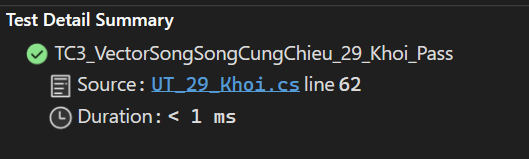 Test Detail Summary
TC3_VectorSongSongCungChieu_29_Khoi_Pass
Source: UT_29_Khoi.cs line 62
Duration: < 1 ms